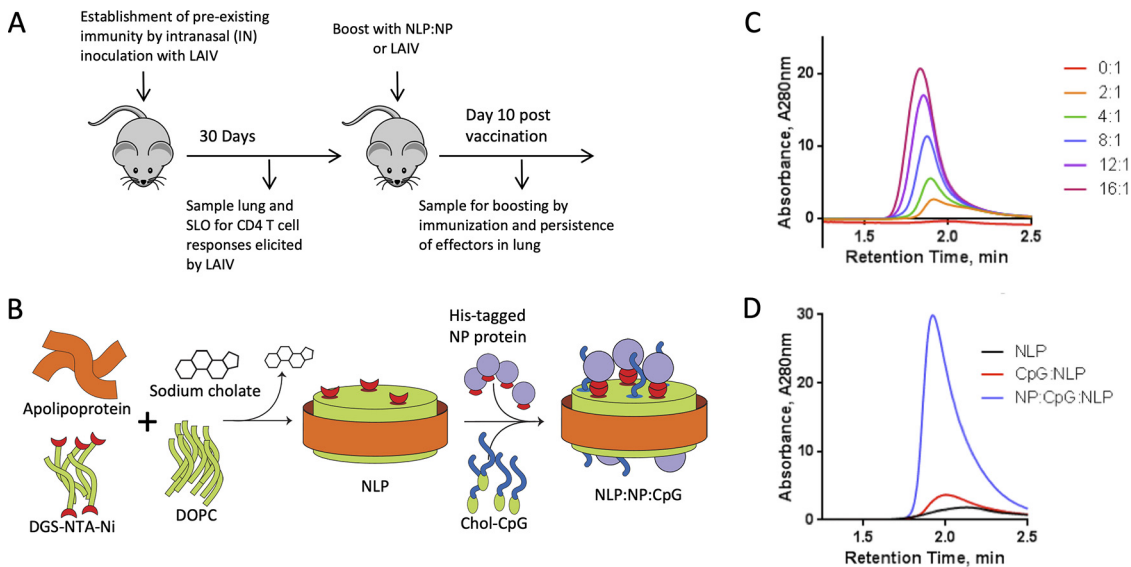 A
Establishment of pre-existing
immunity by intranasal (IN)
inoculation with LAIV
Boost with NLP:NP
or LAIV
30 Days
Day 10 post
vaccination
Sample lung and
SLO for CD4 T cell
responses elicited
by LAIV
Sample for boosting by
immunization and persistence
of effectors in lung
B
Apolipoprotein
Sodium cholate
+
DGS-NTA-Ni
DOPC
NLP
His-tagged
NP protein
Chol-CpG
NLP:NP:CpG
C
Absorbance, A280nm
20
10
0
1.5
2.0
2.5
Retention Time, min
0:1
2:1
4:1
8:1
12:1
16:1
D
Absorbance, A280nm
30
20
10
0
1.5
2.0
2.5
Retention Time, min
NLP
CpG:NLP
NP:CpG:NLP